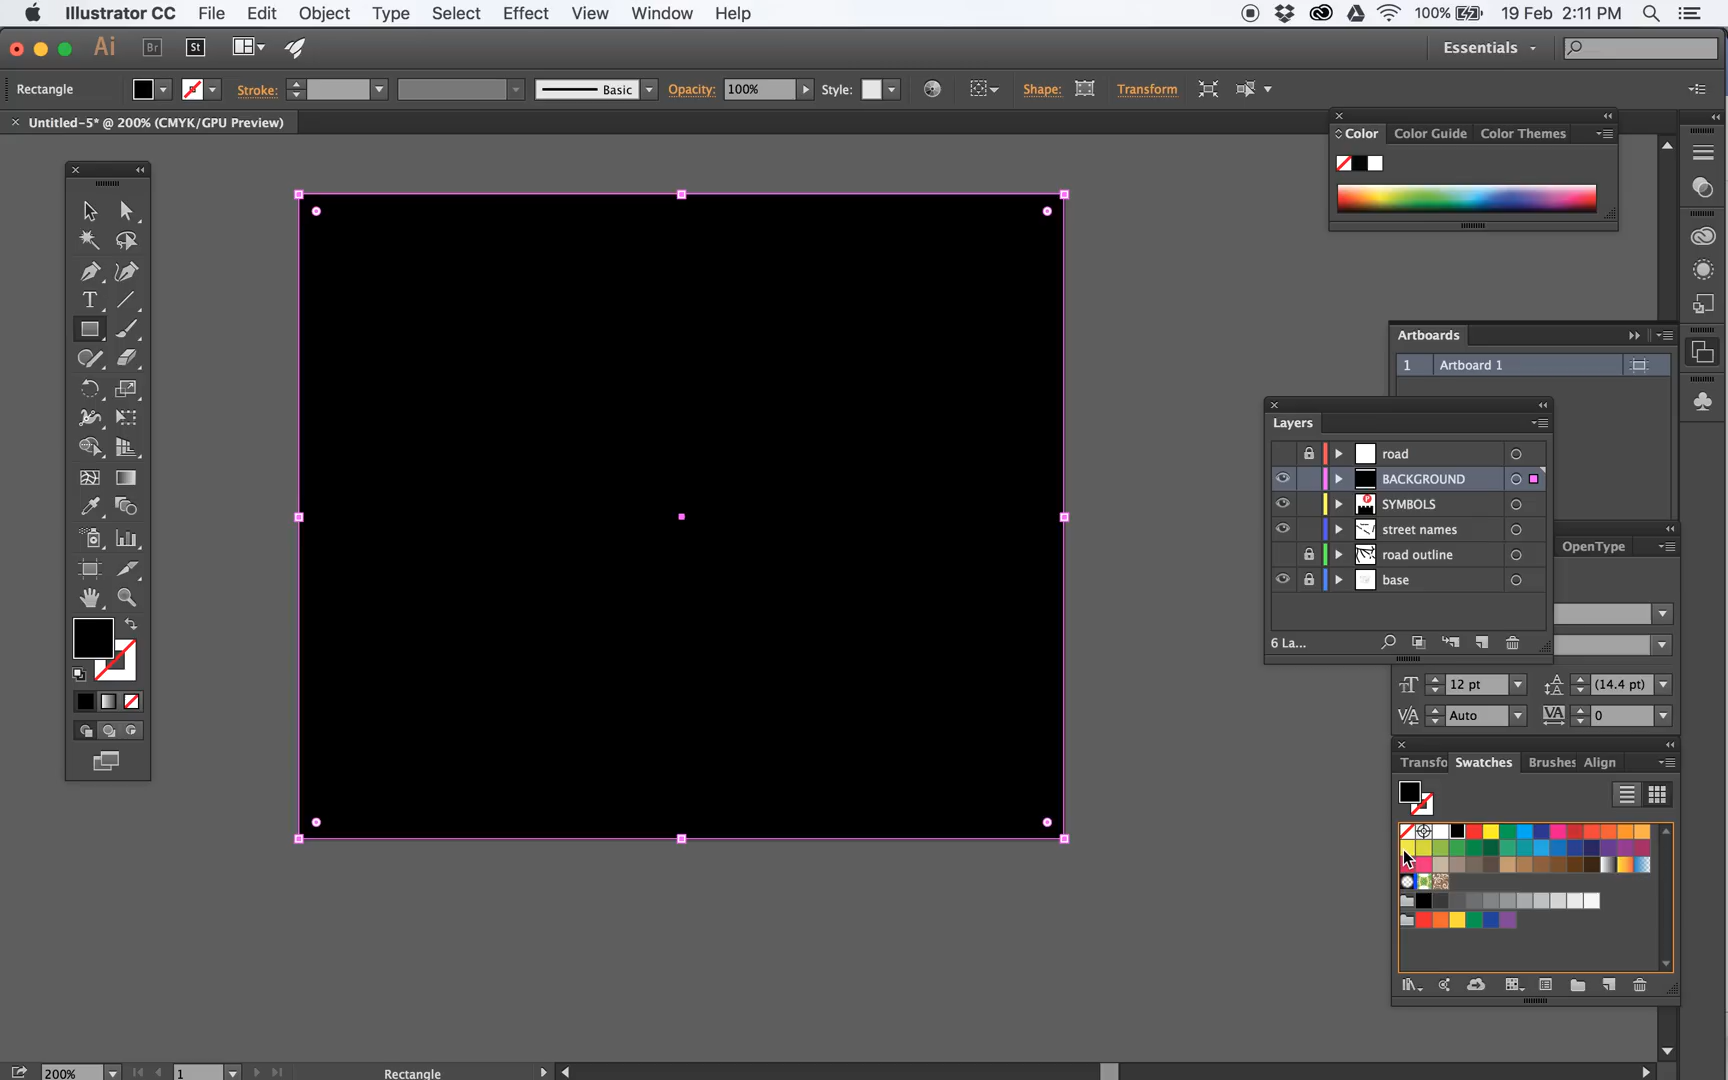 Illustrator CC File Edit Object Type Select Effect View Window Help 100% 19 Feb 2:11 PM
Ai Br St Essentials
Rectangle Stroke: Basic Opacity: 100% Style: Shape: Transform
Untitled-5* @ 200% (CMYK/GPU Preview)
Color Color Guide Color Themes
Artboards
1 Artboard 1
Layers
road
BACKGROUND
SYMBOLS
street names
road outline
base
6 La...
OpenType
12 pt (14.4 pt)
Auto 0
Transfo Swatches Brushes Align
200% 1 Rectangle